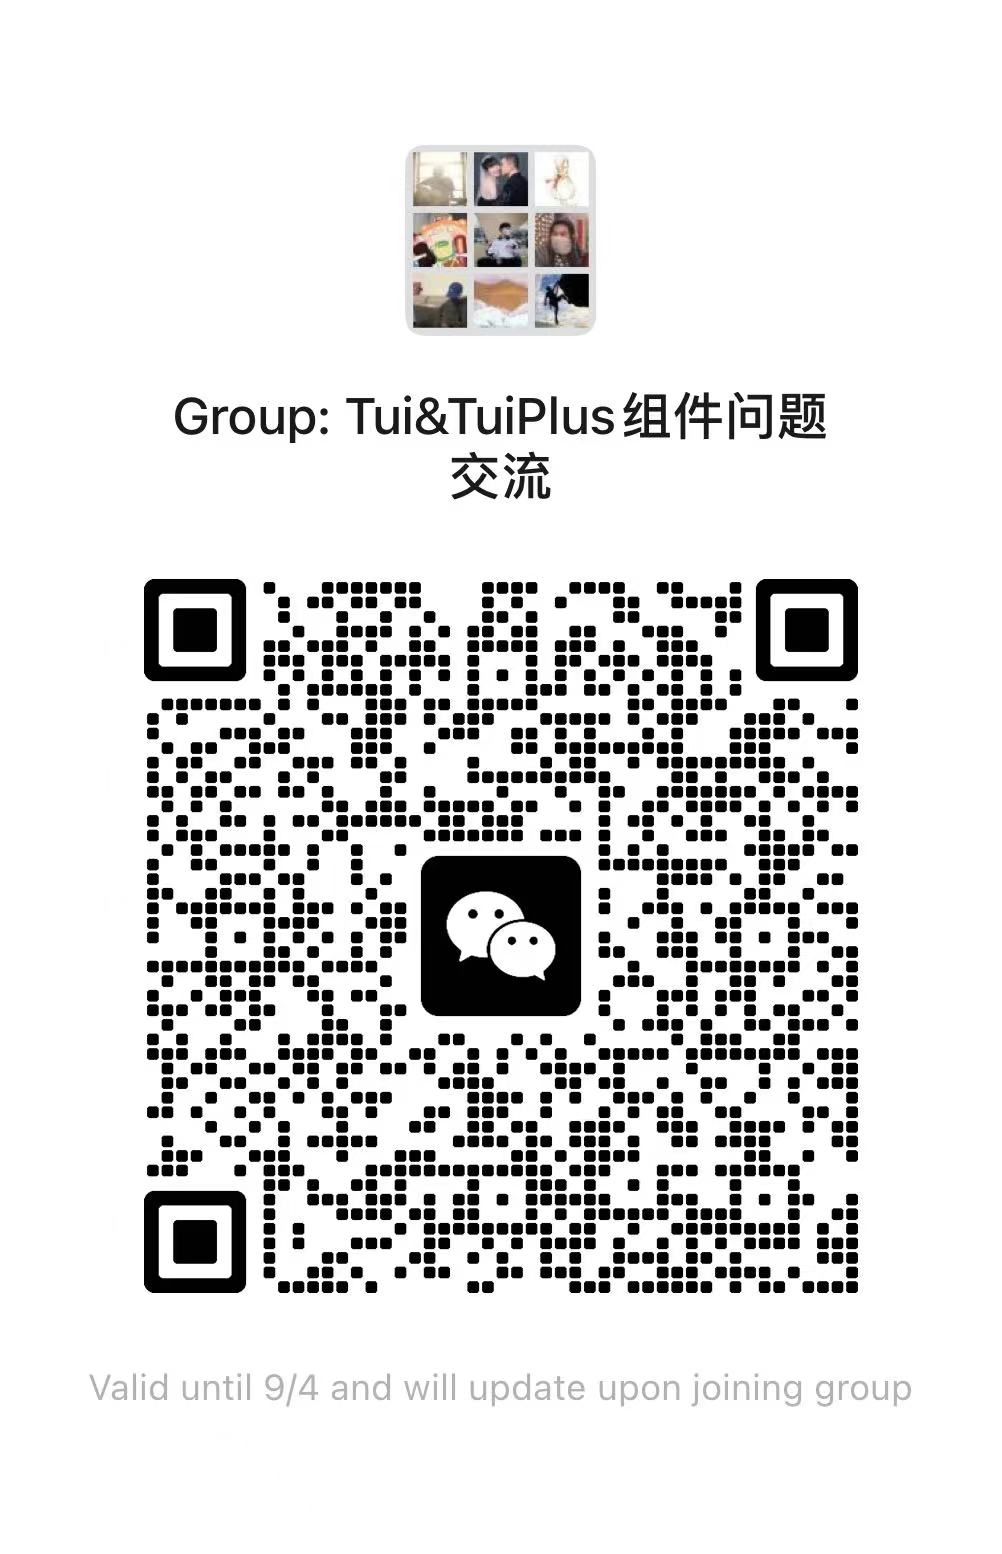 Group: Tui&TuiPlus组件问题
交流
Valid until 9/4 and will update upon joining group